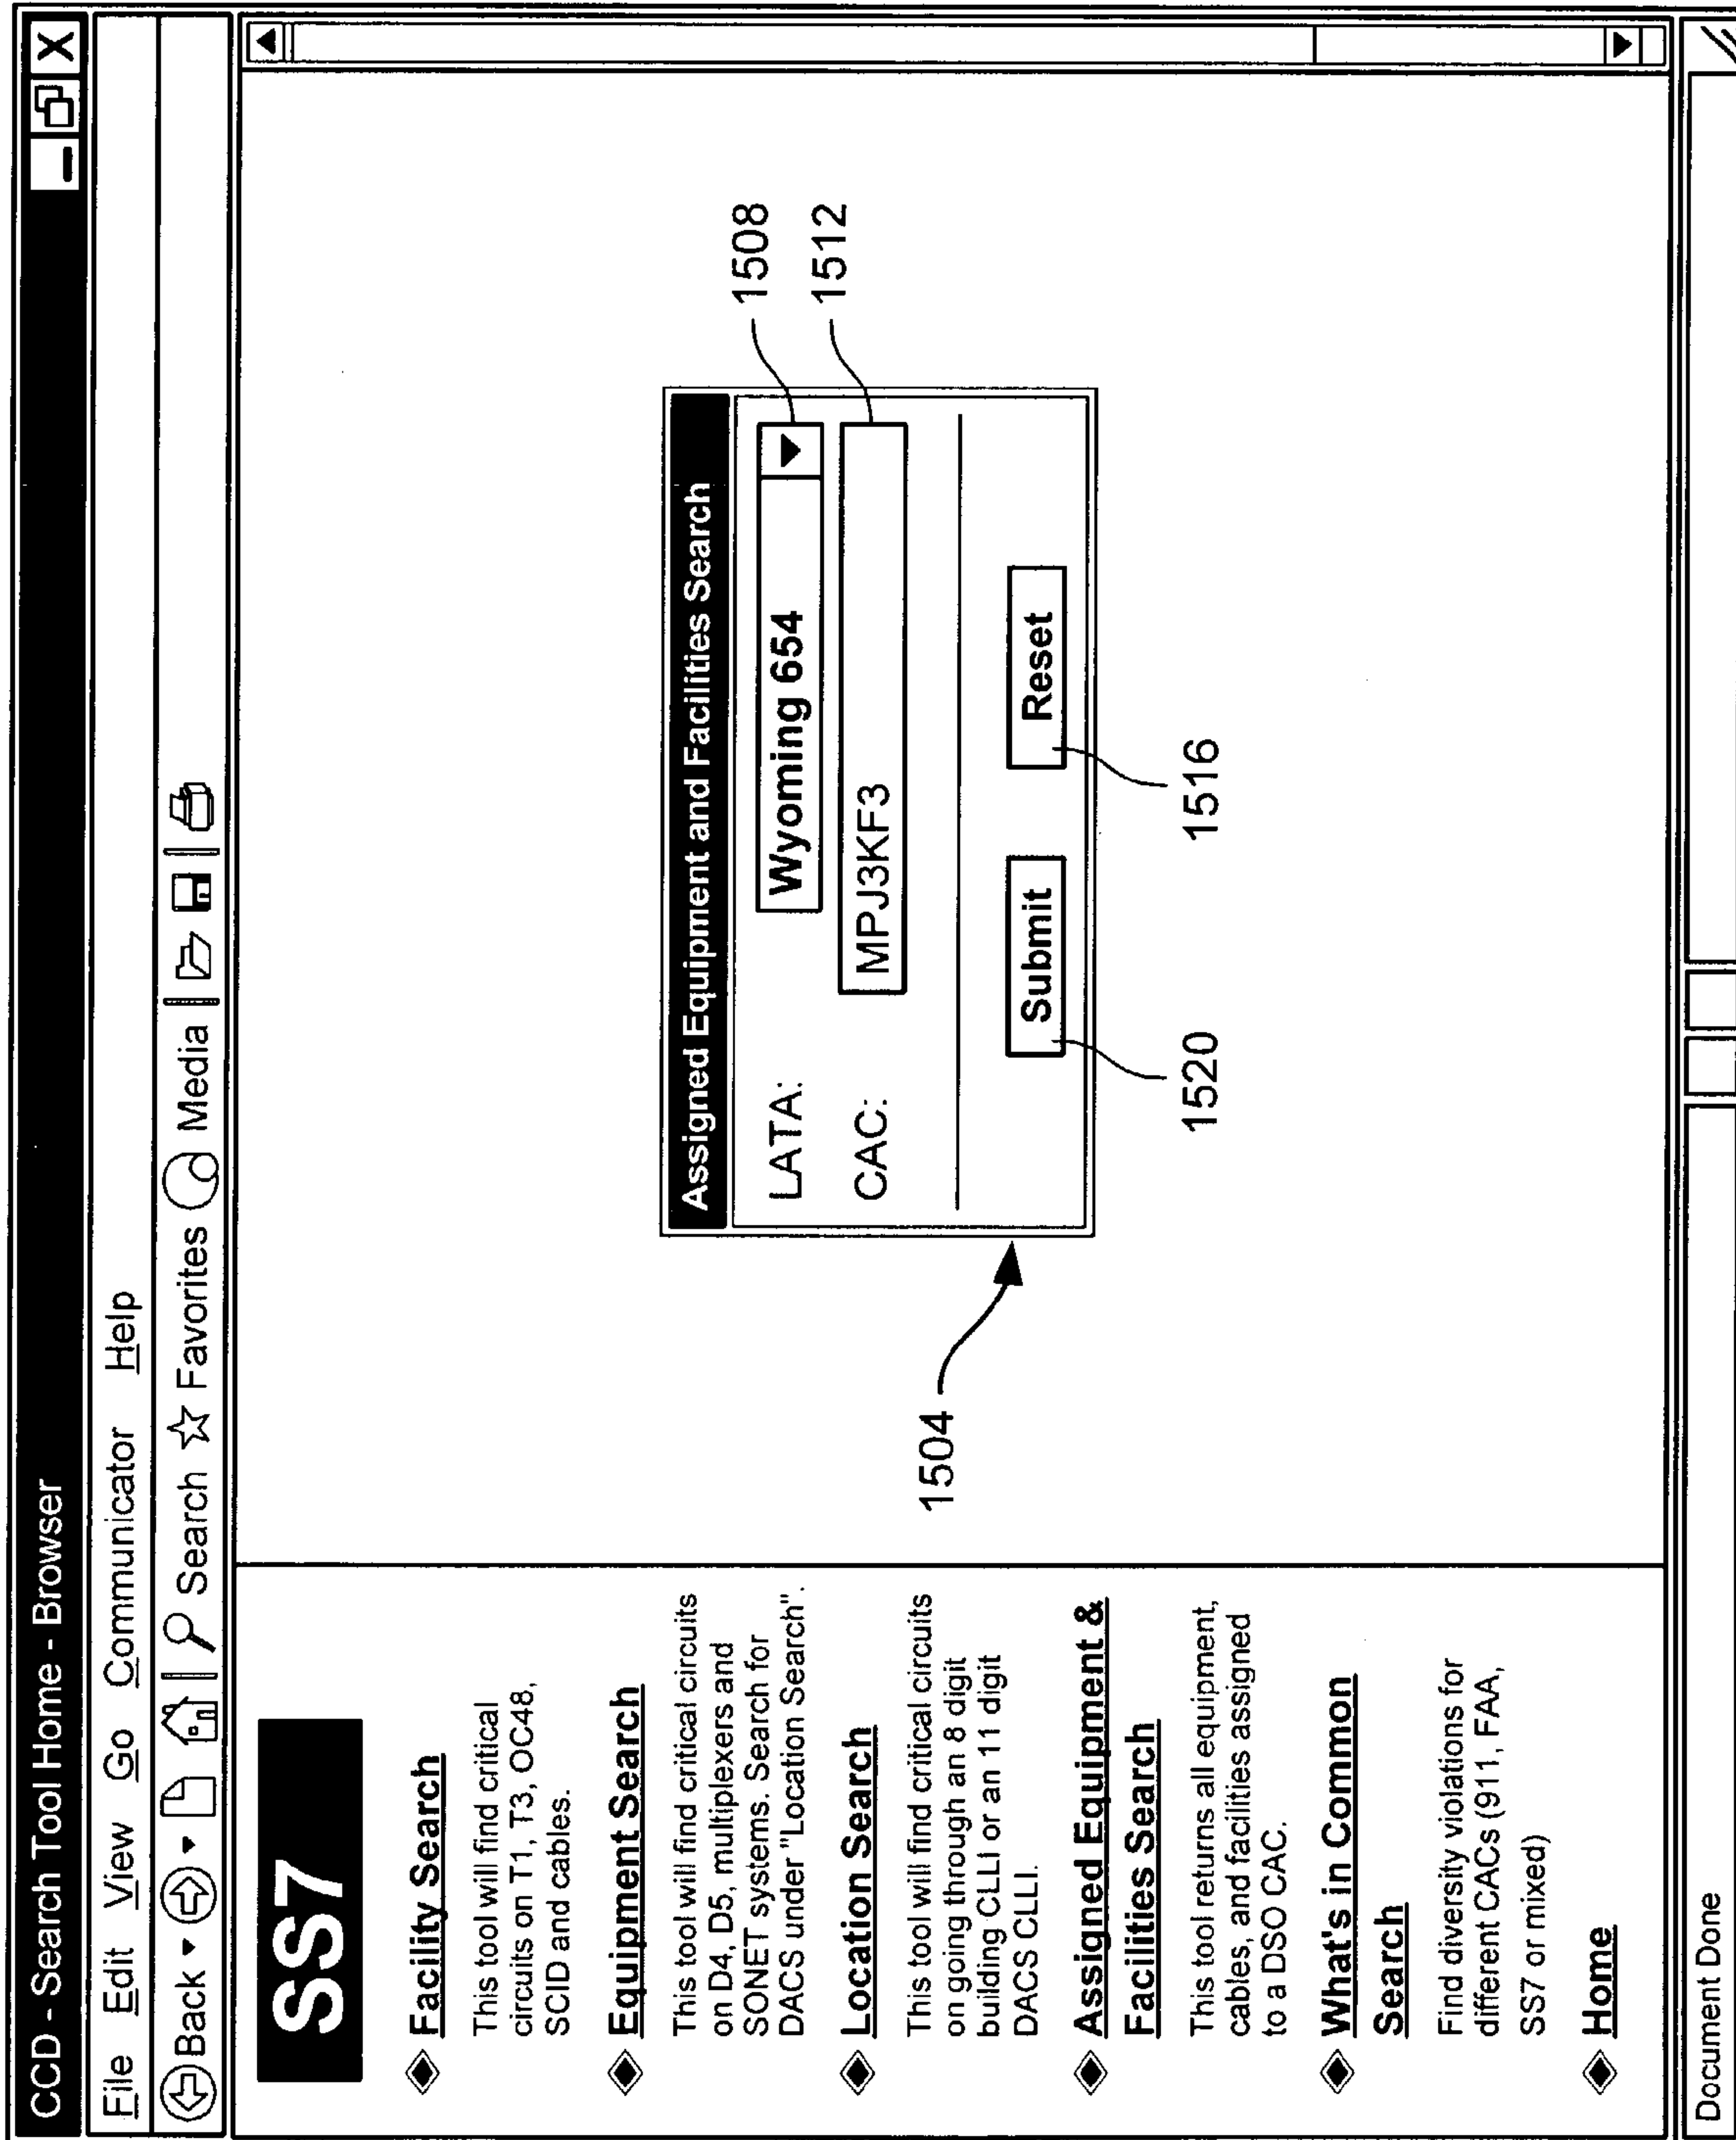 CCD - Search Tool Home - Browser
File Edit View Go Communicator Help
Back Search Favorites Media
SS7
Facility Search
This tool will find critical
circuits on T1, T3, OC48,
SCID and cables.
Equipment Search
This tool will find critical circuits
on D4, D5, multiplexers and
SONET systems. Search for
DACS under "Location Search".
Location Search
This tool will find critical circuits
on going through an 8 digit
building CLLI or an 11 digit
DACS CLLI.
Assigned Equipment &
Facilities Search
This tool returns all equipment,
cables, and facilities assigned
to a DSO CAC.
What's in Common
Search
Find diversity violations for
different CACs (911, FAA,
SS7 or mixed)
Home
Assigned Equipment and Facilities Search
LATA: Wyoming 654 1508
CAC: MPJ3KF3 1512
Submit Reset
1504
1520 1516
Document Done